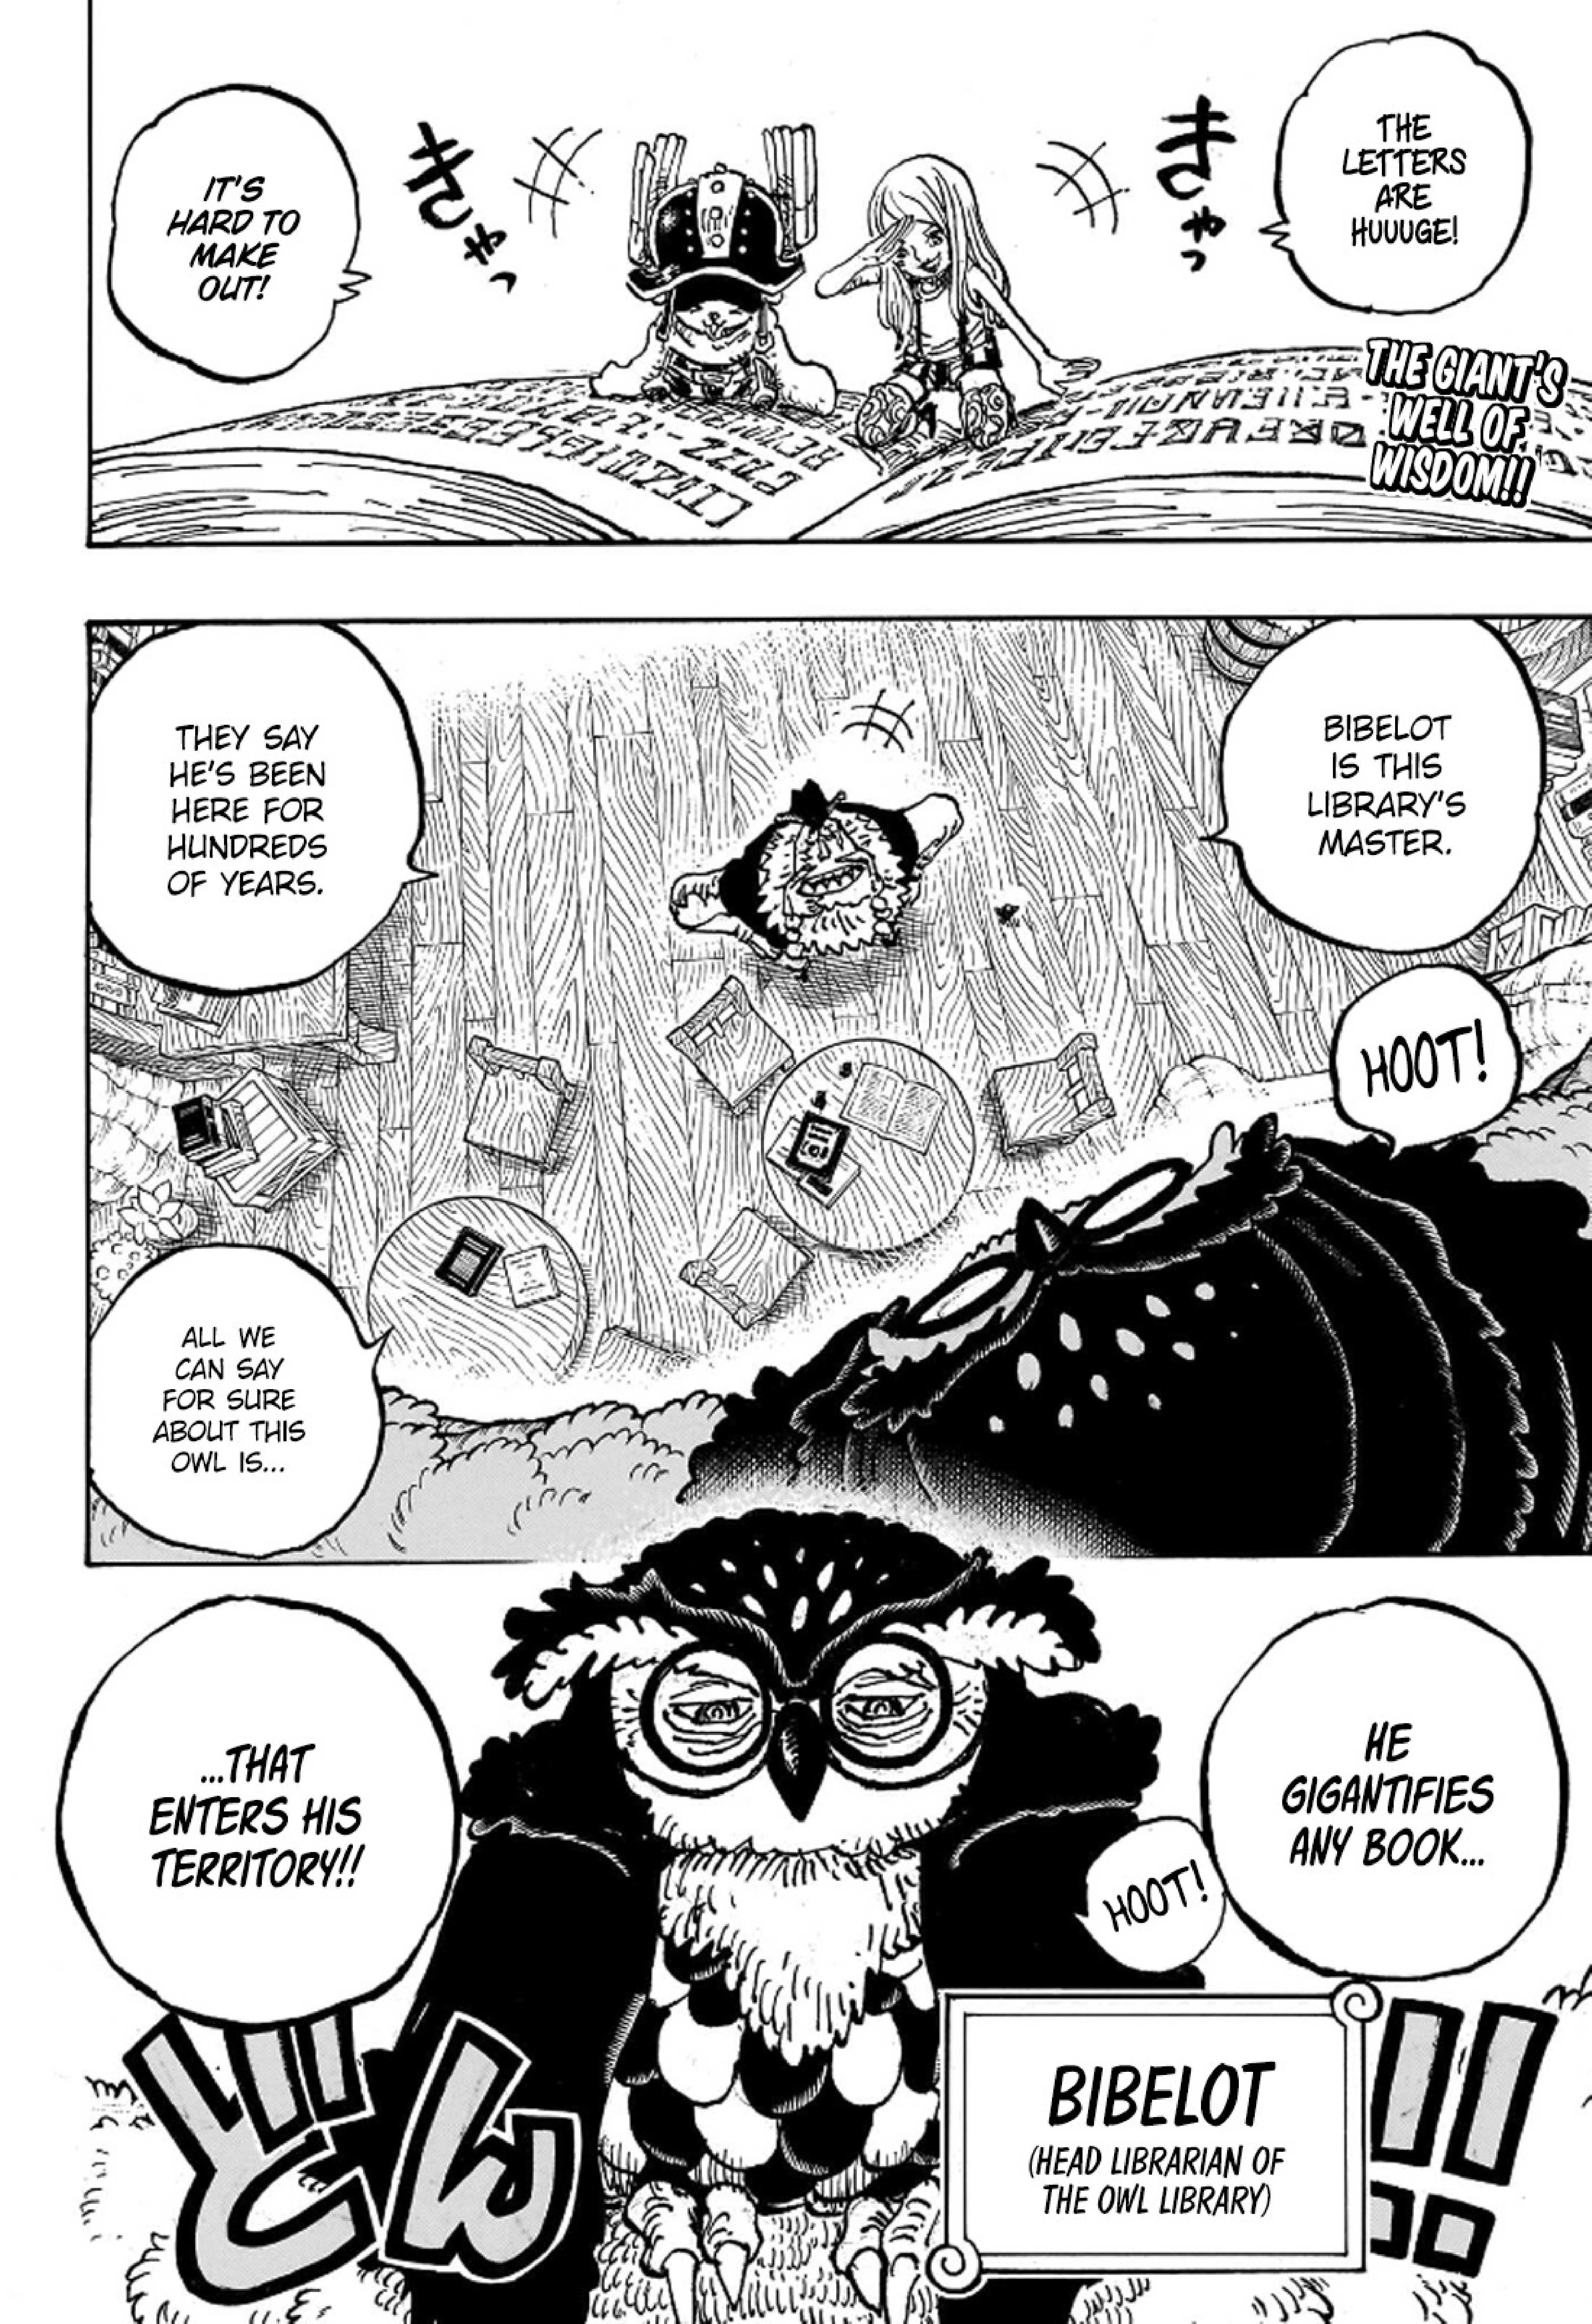 THE
LETTERS
ARE
HUUUGE!
きゃっ
きゃっ
IT'S
HARD TO
MAKE
OUT!
THE GIANT'S
WELL OF
WISDOM!!
BIBELOT
IS THIS
LIBRARY'S
MASTER.
THEY SAY
HE'S BEEN
HERE FOR
HUNDREDS
OF YEARS.
HOOT!
ALL WE
CAN SAY
FOR SURE
ABOUT THIS
OWL IS...
HE
GIGANTIFIES
ANY BOOK...
HOOT!
...THAT
ENTERS HIS
TERRITORY!!
どん!!
BIBELOT
(HEAD LIBRARIAN OF
THE OWL LIBRARY)